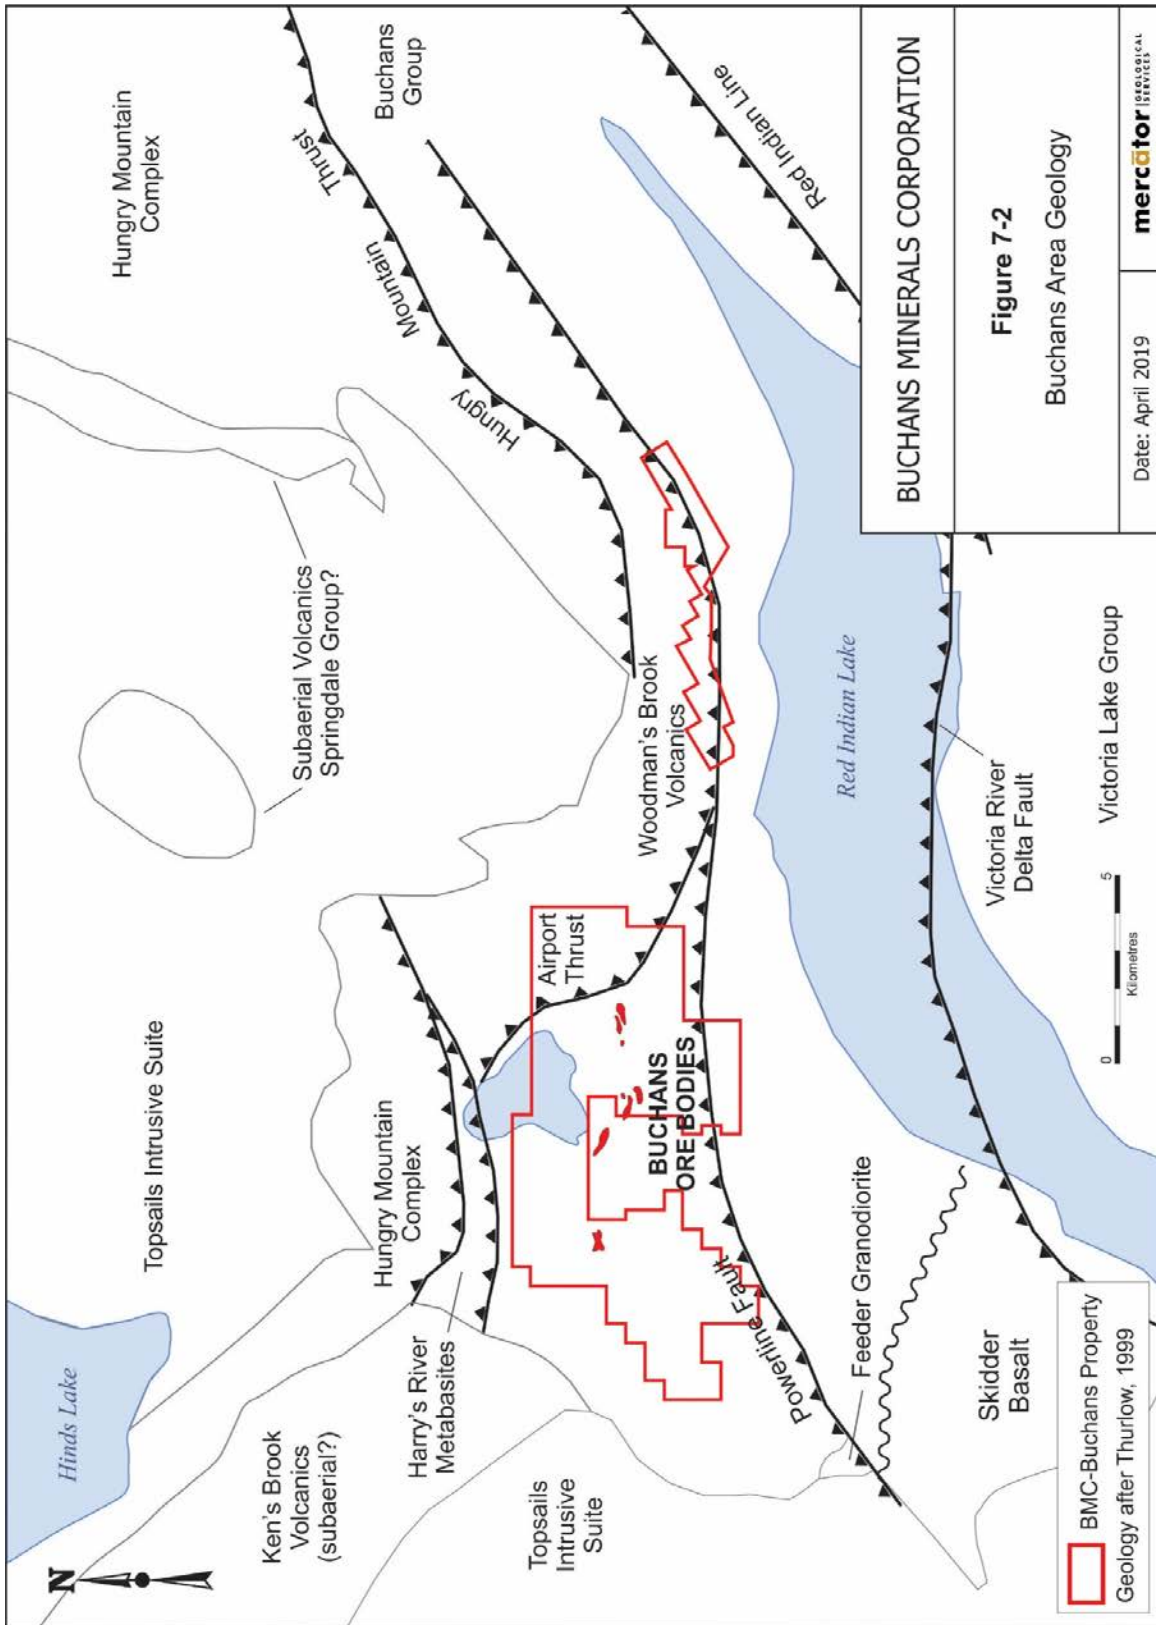 Hinds Lake
Topsails Intrusive Suite
Hungry Mountain
Complex
Subaerial Volcanics
Springdale Group?
Buchans
Group
Hungry
Mountain
Thrust
Ken's Brook
Volcanics
(subaerial?)
Harry's River
Metabasites
Hungry Mountain
Complex
Airport
Thrust
Woodman's Brook
Volcanics
Topsails
Intrusive
Suite
BUCHANS
ORE BODIES
Powerline Fault
Feeder Granodiorite
Red Indian Lake
Red Indian Line
Skidder
Basalt
Victoria River
Delta Fault
Victoria Lake Group
N
0
5
Kilometres
BMC-Buchans Property
Geology after Thurlow, 1999
BUCHANS MINERALS CORPORATION
Figure 7-2
Buchans Area Geology
Date: April 2019
mercātor GEOLOGICAL
SERVICES